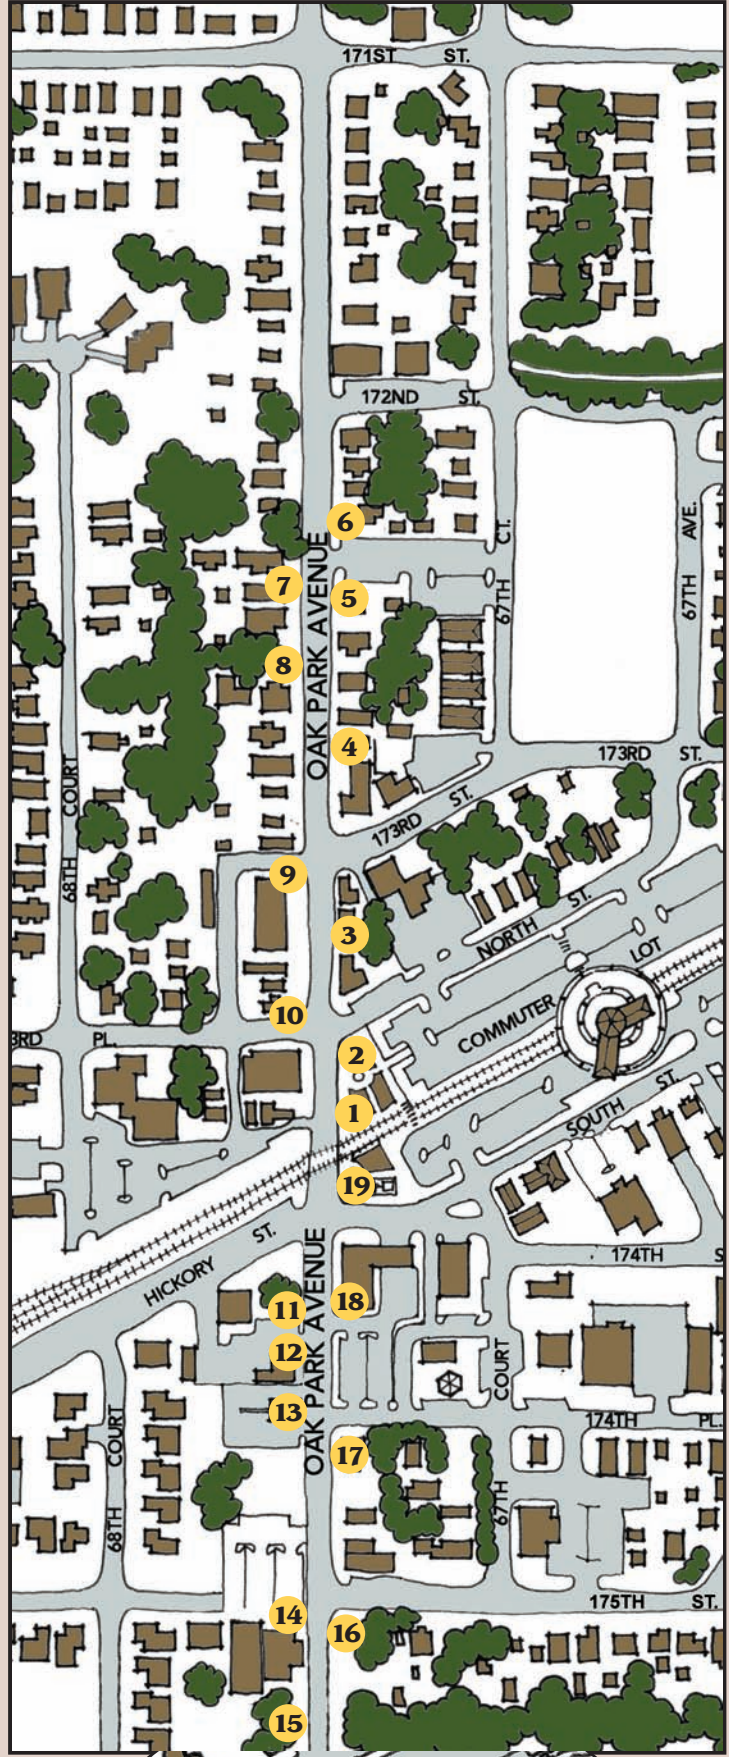 171ST ST.
172ND ST.
6
OAK PARK AVENUE
67TH CT.
67TH AVE.
7
5
8
4
173RD ST.
173RD ST.
68TH COURT
9
3
NORTH ST.
COMMUTER LOT
10
3RD PL.
2
1
SOUTH ST.
19
174TH S
HICKORY ST.
OAK PARK AVENUE
11
18
12
67TH COURT
13
174TH PL.
68TH COURT
17
175TH ST.
14
16
15